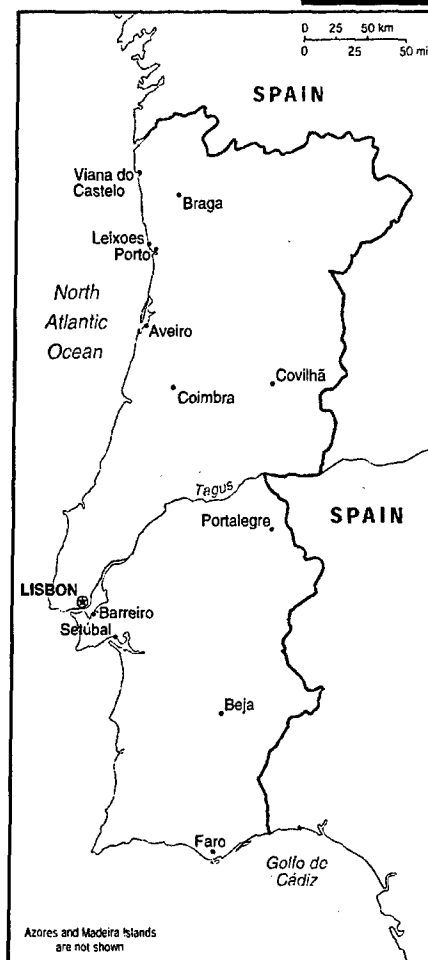 0 25 50 km
0 25 50 mi
SPAIN
Viana do
Castelo
Braga
Leixoes
Porto
North
Atlantic
Ocean
Aveiro
Covilhã
Coimbra
Tagus
Portalegre
SPAIN
LISBON
Barreiro
Setúbal
Beja
Faro
Golfo de
Cádiz
Azores and Madeira Islands
are not shown